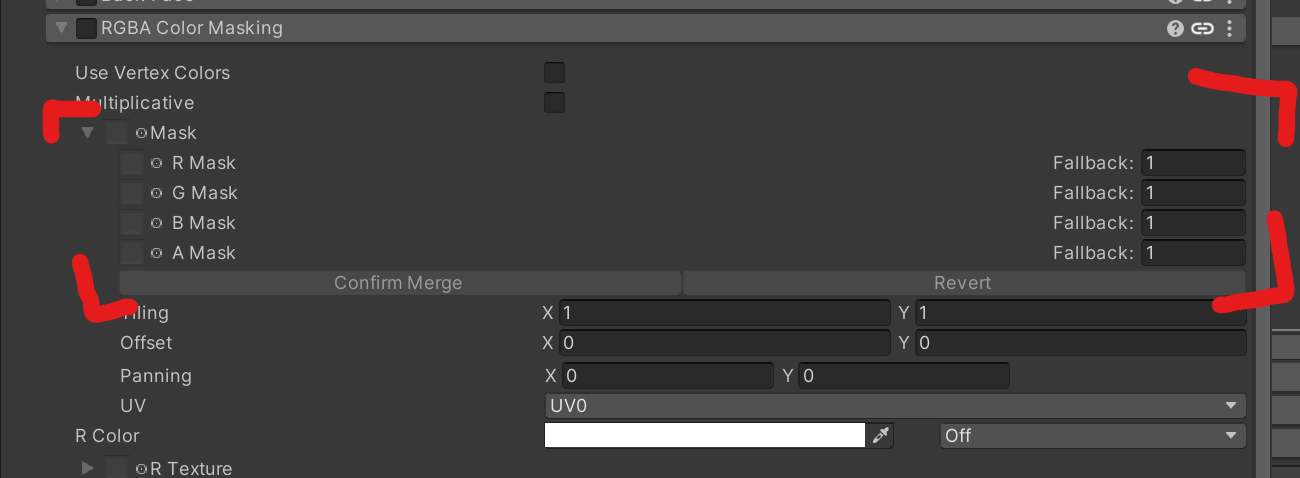 RGBA Color Masking
Use Vertex Colors
Multiplicative
Mask
R Mask Fallback: 1
G Mask Fallback: 1
B Mask Fallback: 1
A Mask Fallback: 1
Confirm Merge Revert
Tiling X 1 Y 1
Offset X 0 Y 0
Panning X 0 Y 0
UV UV0
R Color Off
R Texture